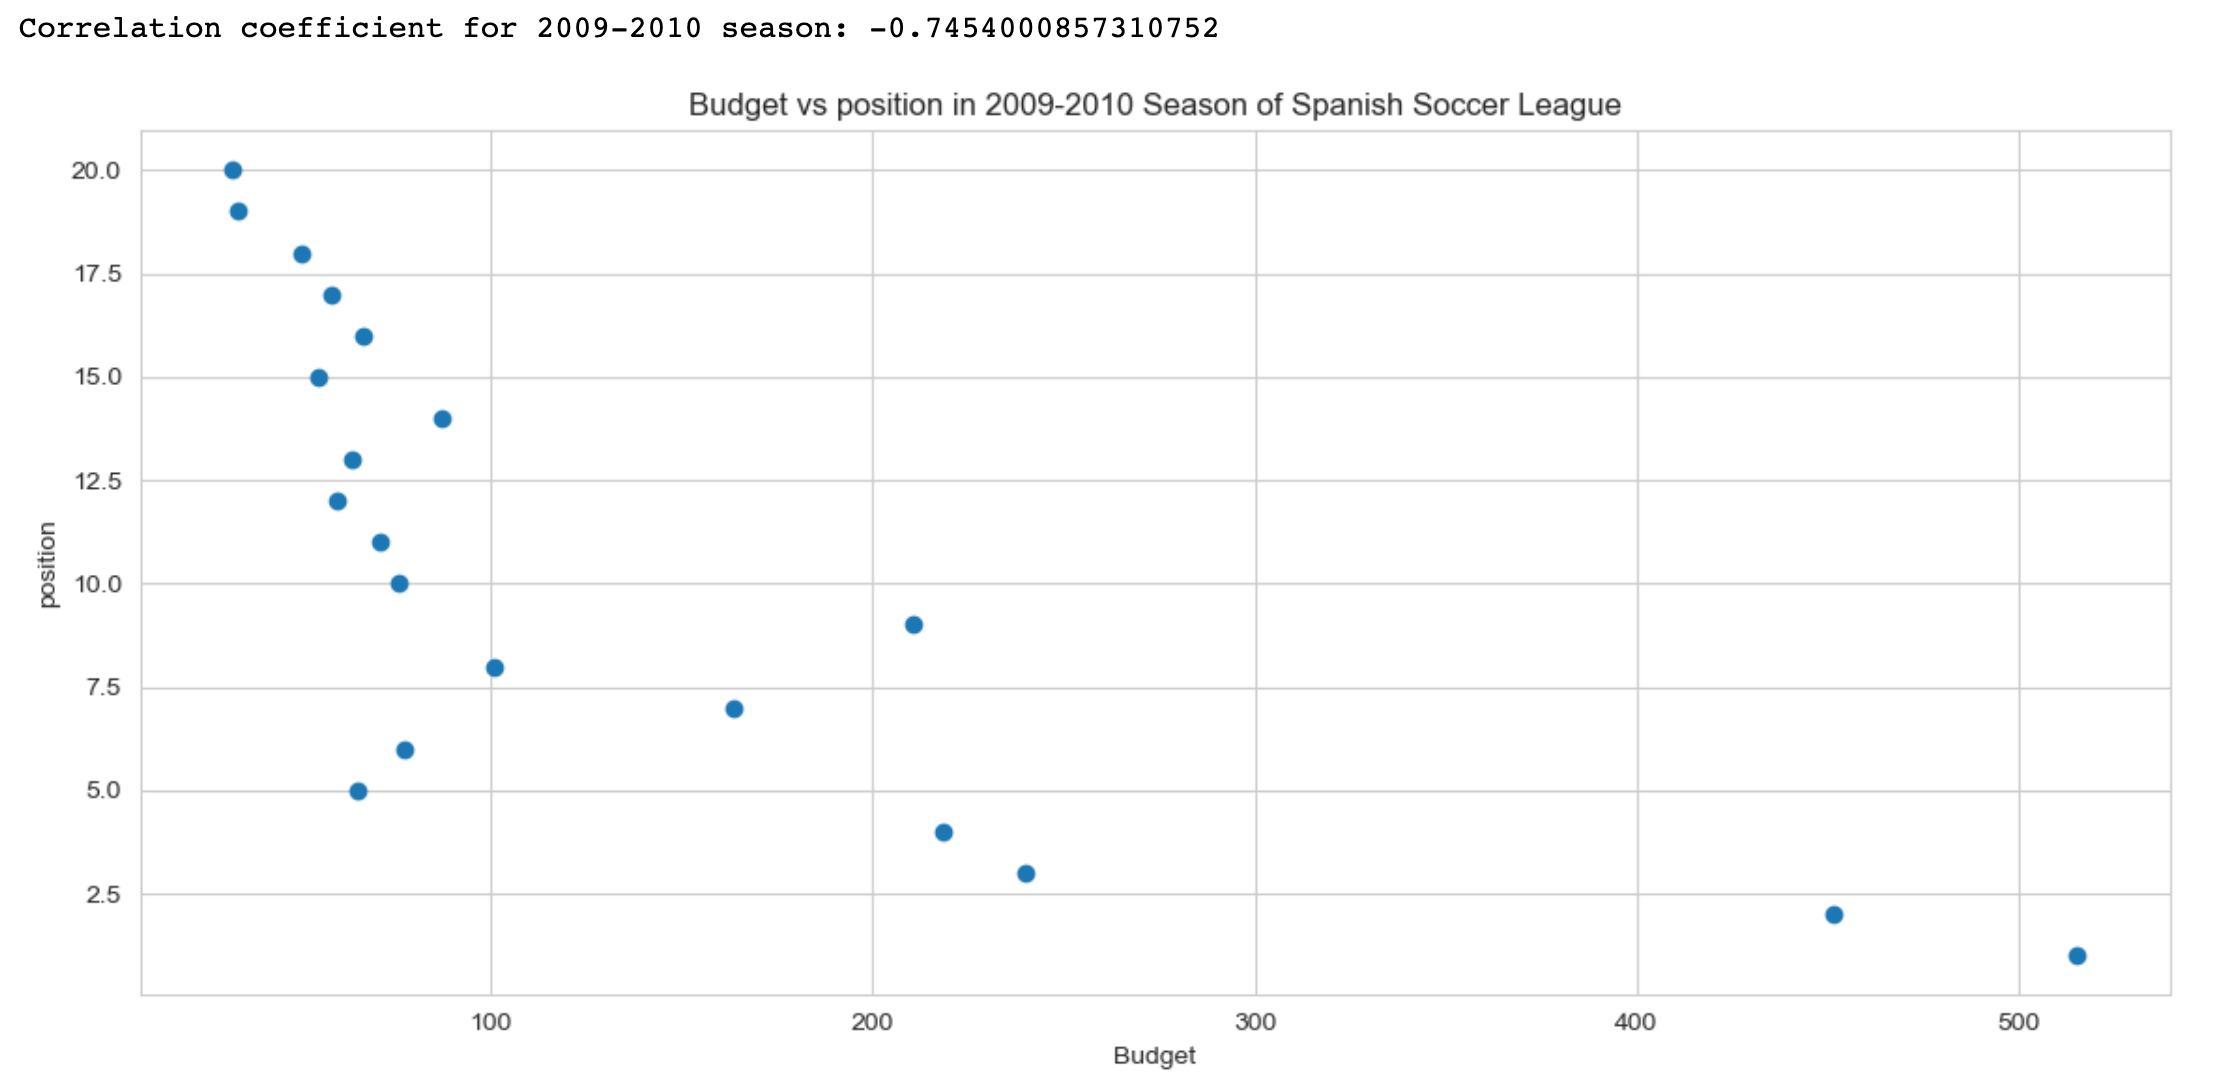 Correlation coefficient for 2009-2010 season: -0.7454000857310752
Budget vs position in 2009-2010 Season of Spanish Soccer League
20.0
17.5
15.0
12.5
10.0
7.5
5.0
2.5
position
100 200 300 400 500
Budget